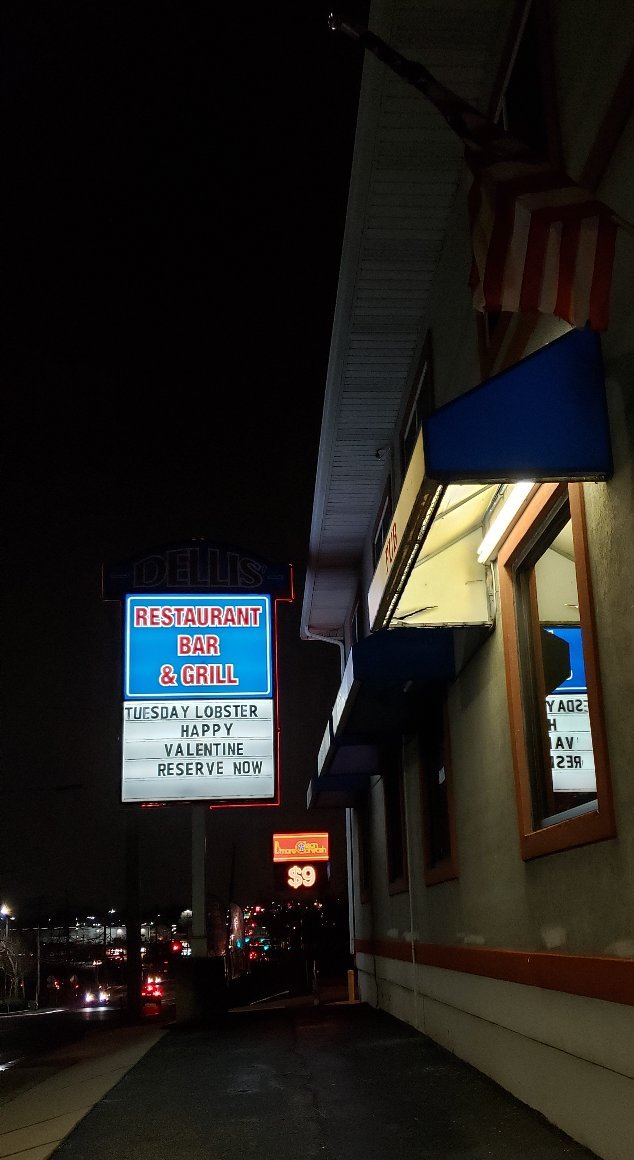 DELLIS
RESTAURANT
BAR
& GRILL
TUESDAY LOBSTER
HAPPY
VALENTINE
RESERVE NOW
$9